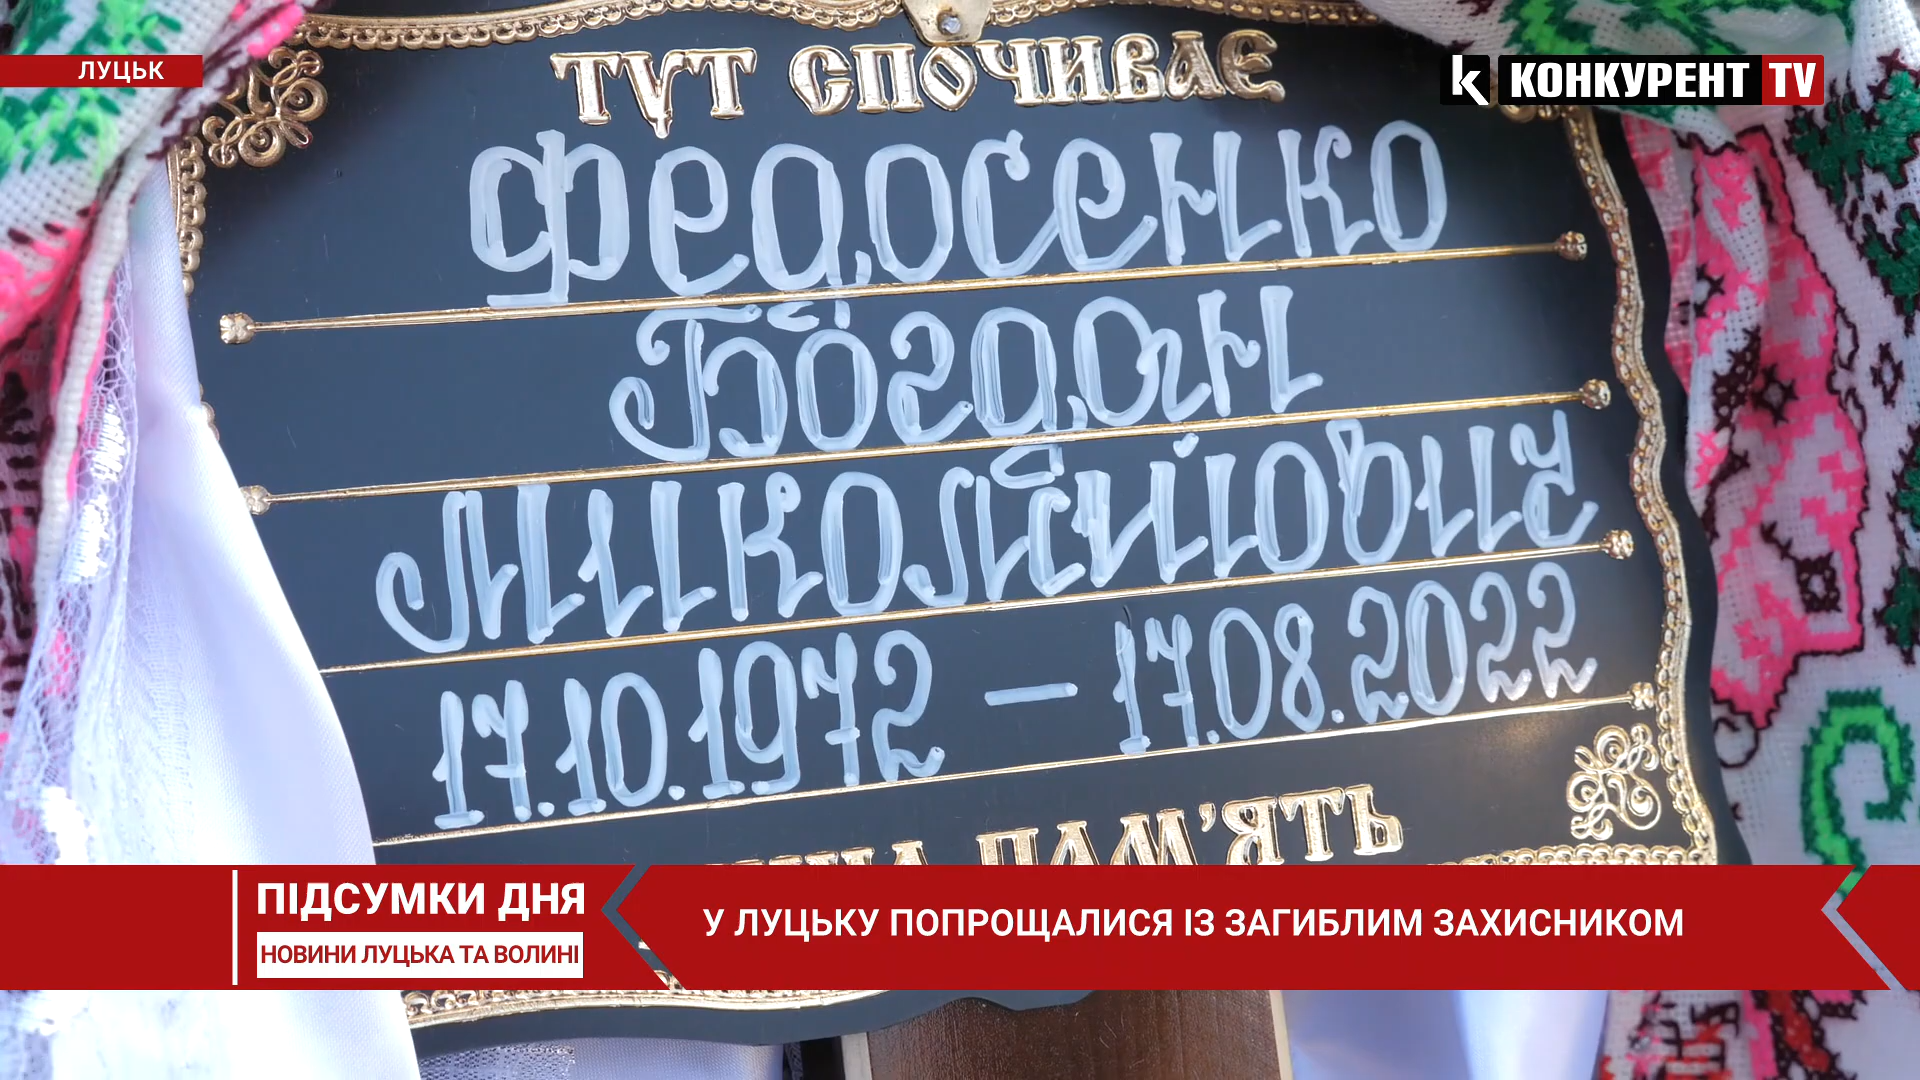 ЛУЦЬК
КОНКУРЕНТ TV
ТУТ СПОЧИВАЄ
Федосенко
Богдан
Миколайович
17.10.1972 – 17.08.2022
ПАМ'ЯТЬ
ПІДСУМКИ ДНЯ
НОВИНИ ЛУЦЬКА ТА ВОЛИНІ
У ЛУЦЬКУ ПОПРОЩАЛИСЯ ІЗ ЗАГИБЛИМ ЗАХИСНИКОМ